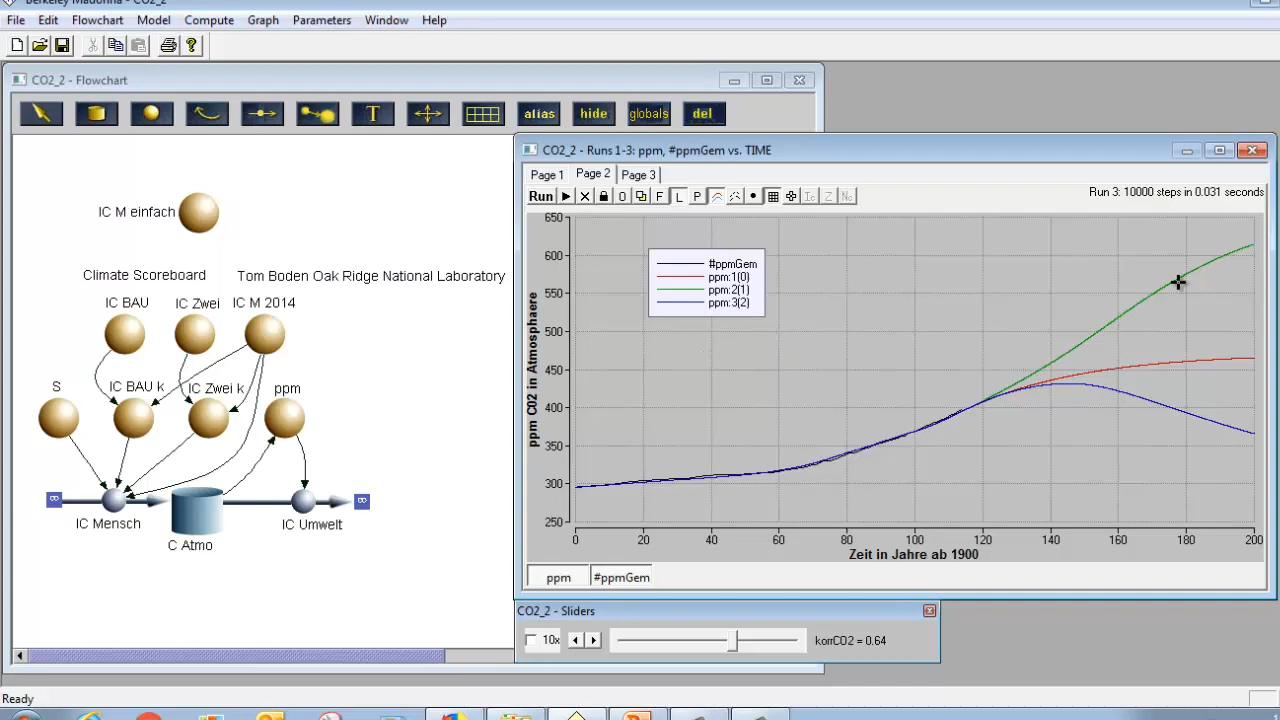 Berkeley Madonna - CO2_2
File Edit Flowchart Model Compute Graph Parameters Window Help
CO2_2 - Flowchart
T alias hide globals del
IC M einfach
Climate Scoreboard Tom Boden Oak Ridge National Laboratory
IC BAU IC Zwei IC M 2014
S IC BAU k IC Zwei k ppm
IC Mensch IC Umwelt
C Atmo
CO2_2 - Runs 1-3: ppm, #ppmGem vs. TIME
Page 1 Page 2 Page 3
Run O F L P Ic Z Nc
Run 3: 10000 steps in 0.031 seconds
650
600
550
500
450
400
350
300
250
ppm CO2 in Atmosphaere
#ppmGem
ppm:1(0)
ppm:2(1)
ppm:3(2)
0 20 40 60 80 100 120 140 160 180 200
Zeit in Jahre ab 1900
ppm #ppmGem
CO2_2 - Sliders
10x korrCO2 = 0.64
Ready